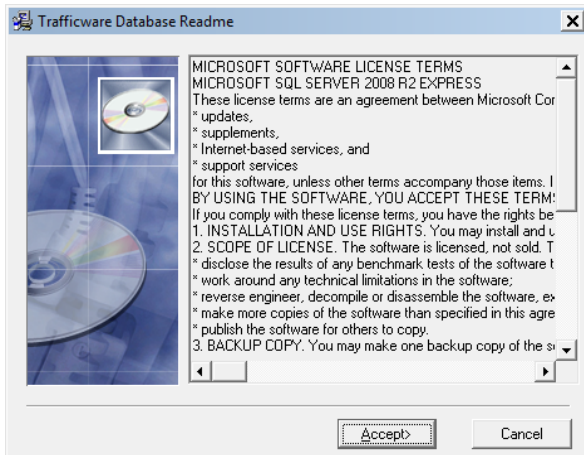 Trafficware Database Readme
MICROSOFT SOFTWARE LICENSE TERMS
MICROSOFT SQL SERVER 2008 R2 EXPRESS
These license terms are an agreement between Microsoft Cor
* updates,
* supplements,
* Internet-based services, and
* support services
for this software, unless other terms accompany those items. I
BY USING THE SOFTWARE, YOU ACCEPT THESE TERM
If you comply with these license terms, you have the rights be
1. INSTALLATION AND USE RIGHTS. You may install and u
2. SCOPE OF LICENSE. The software is licensed, not sold. T
* disclose the results of any benchmark tests of the software t
* work around any technical limitations in the software;
* reverse engineer, decompile or disassemble the software, ex
* make more copies of the software than specified in this agre
* publish the software for others to copy.
3. BACKUP COPY. You may make one backup copy of the s
Accept>
Cancel